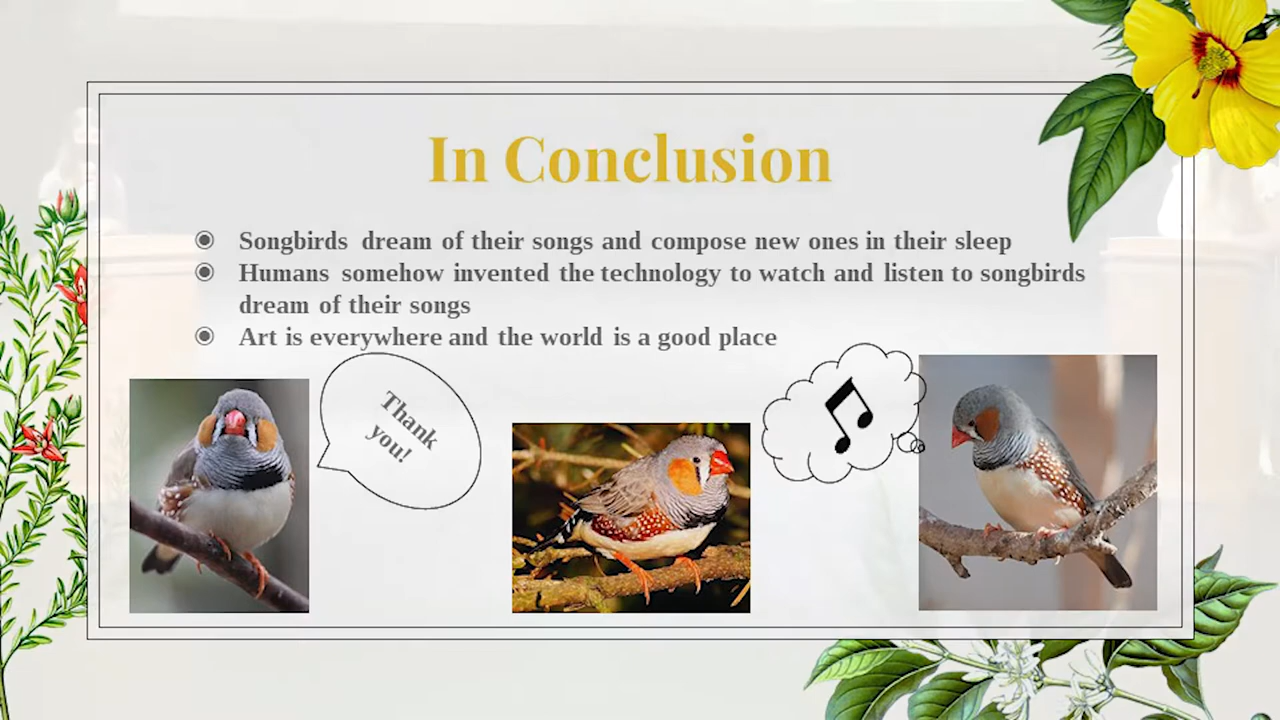 In Conclusion
Songbirds dream of their songs and compose new ones in their sleep
Humans somehow invented the technology to watch and listen to songbirds
dream of their songs
Art is everywhere and the world is a good place
Thank
you!